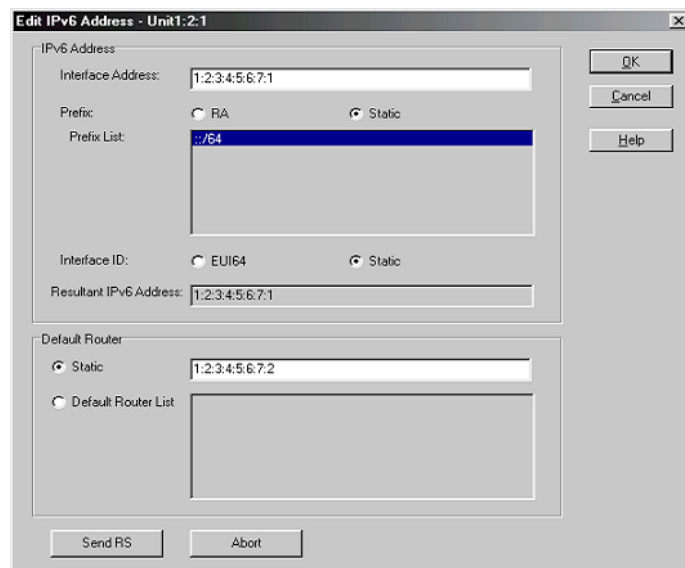 Edit IPv6 Address - Unit1:2:1
IPv6 Address
Interface Address: 1:2:3:4:5:6:7:1
Prefix: RA Static
Prefix List: ::/64
Interface ID: EUI64 Static
Resultant IPv6 Address: 1:2:3:4:5:6:7:1
Default Router
Static 1:2:3:4:5:6:7:2
Default Router List
Send RS Abort
OK
Cancel
Help